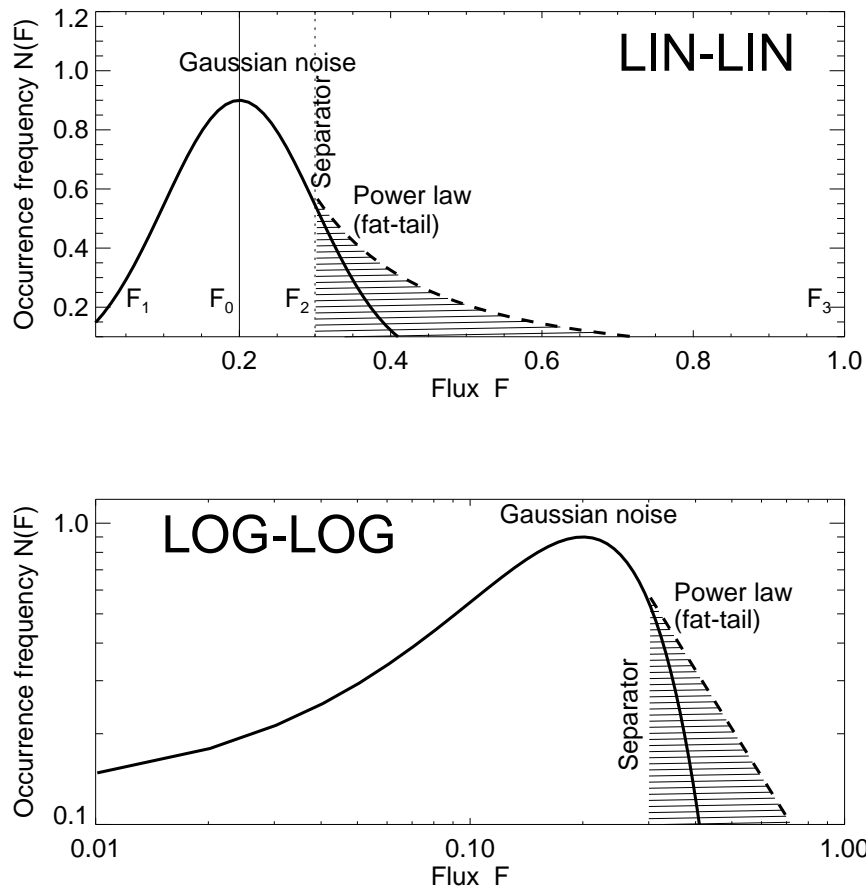 1.2
LIN-LIN
Gaussian noise
1.0
Occurrence frequency N(F)
0.8
Separator
0.6
Power law
(fat-tail)
0.4
F1 F0 F2 F3
0.2
0.2 0.4 0.6 0.8 1.0
Flux F
1.0
Gaussian noise
LOG-LOG
Occurrence frequency N(F)
Power law
(fat-tail)
Separator
0.1
0.01 0.10 1.00
Flux F